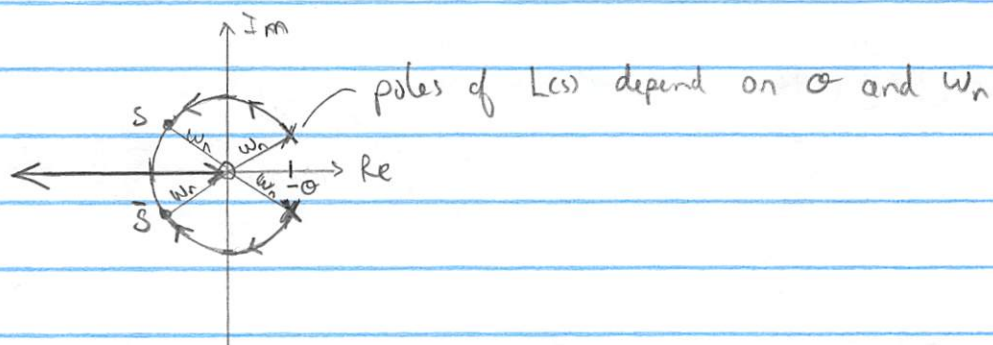 Im
poles of L(s) depend on σ and ωn
S
ωn
ωn
Re
ωn
ωn
-σ
S̄